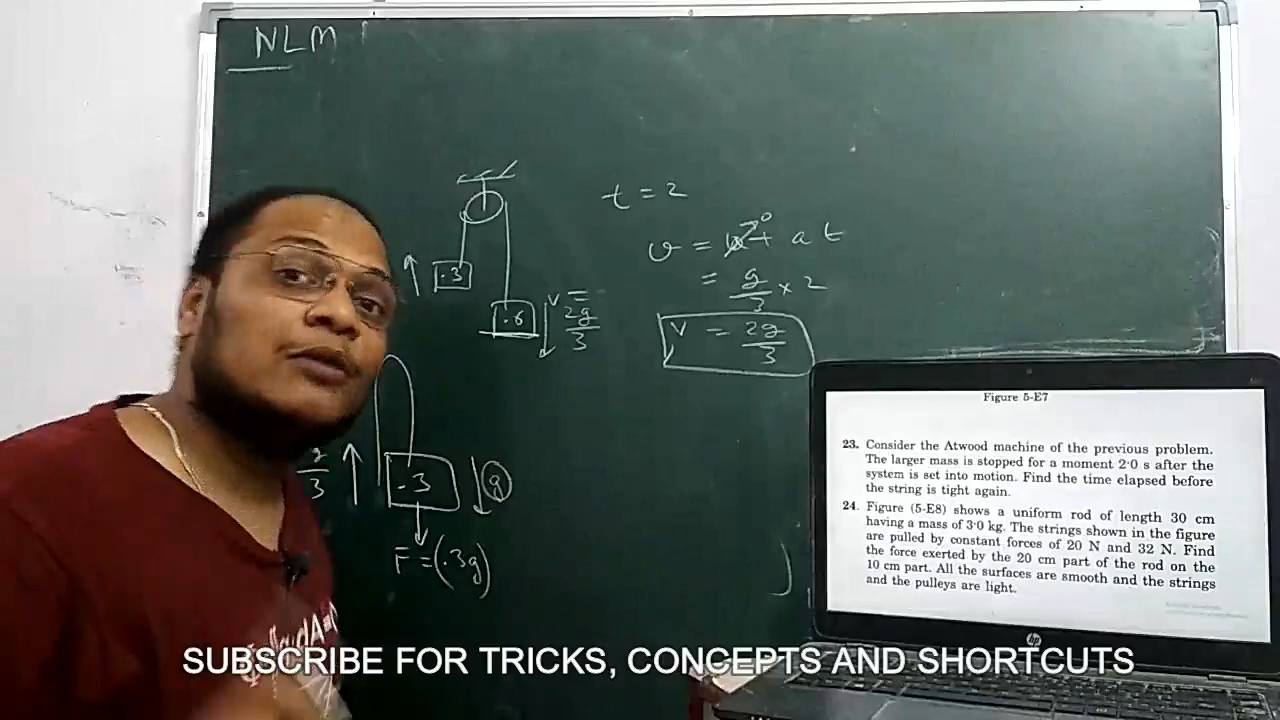 NLM
t = 2
v = u + at
= g/3 × 2
v = 2g/3
.3
.6
v = 2g/3
g/3
.3
g
F = (.3g)
Figure 5-E7
23. Consider the Atwood machine of the previous problem.
The larger mass is stopped for a moment 2·0 s after the
system is set into motion. Find the time elapsed before
the string is tight again.
24. Figure (5-E8) shows a uniform rod of length 30 cm
having a mass of 3·0 kg. The strings shown in the figure
are pulled by constant forces of 20 N and 32 N. Find
the force exerted by the 20 cm part of the rod on the
10 cm part. All the surfaces are smooth and the strings
and the pulleys are light.
hp
SUBSCRIBE FOR TRICKS, CONCEPTS AND SHORTCUTS